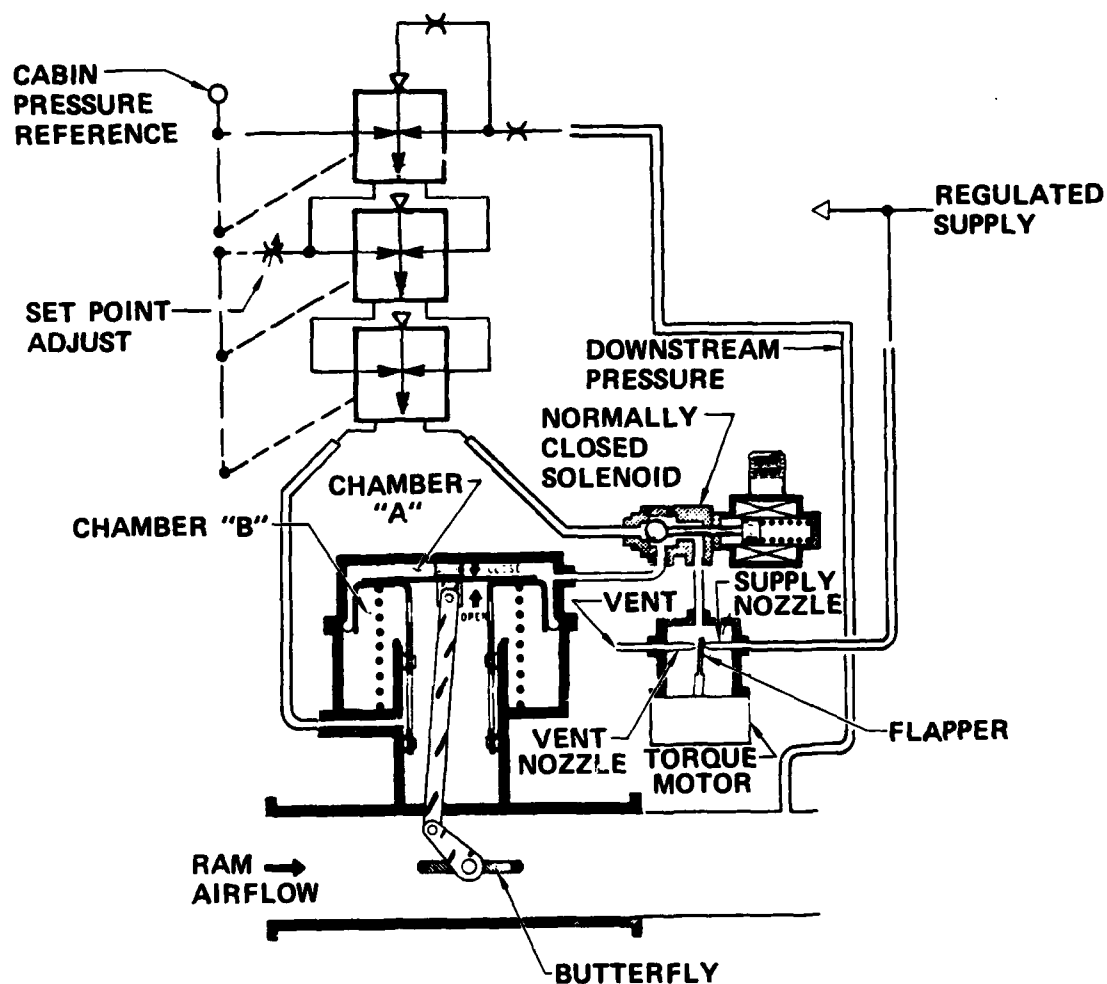 CABIN
PRESSURE
REFERENCE
REGULATED
SUPPLY
SET POINT
ADJUST
DOWNSTREAM
PRESSURE
NORMALLY
CLOSED
SOLENOID
CHAMBER
"A"
CHAMBER "B"
CLOSE
OPEN
VENT
SUPPLY
NOZZLE
FLAPPER
VENT
NOZZLE
TORQUE
MOTOR
RAM
AIRFLOW
BUTTERFLY